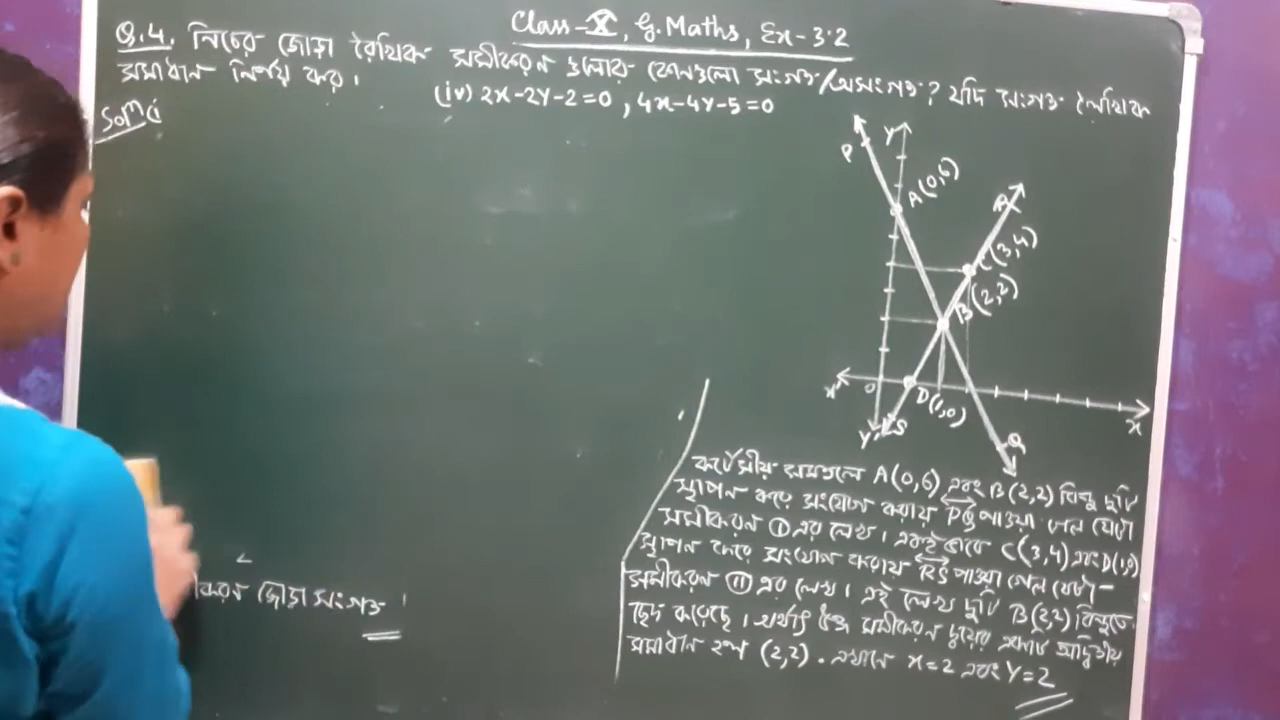 Class-X, G. Maths, Ex-3.2
Q.4. নিচের জোড়া রৈখিক সমীকরণ গুলোর কোনগুলো সংগত/অসংগত? যদি সংগত লৈখিক
সমাধান নির্ণয় কর।
(iv) 2x-2y-2=0, 4x-4y-5=0
Solnঃ
P
Y
A(0,6)
R
C(3,4)
B(2,2)
X'
O
D(1,0)
X
Y'
S
Q
কার্টেসীয় সমতলে A(0,6) এবং B(2,2) বিন্দু দুটি
স্থাপন করে সংযোগ করায় PQ পাওয়া গেল যেটা
সমীকরণ ① এর লেখ। একই ভাবে C(3,4) এবং D(1,0)
স্থাপন করে সংযোগ করায় RS পাওয়া গেল যেটা-
সমীকরণ ② এর লেখ। এই লেখ দুটি B(2,2) বিন্দুতে
ছেদ করেছে। অর্থাৎ উক্ত সমীকরণ দ্বয়ের একটি অদ্বিতীয়
সমাধান হল (2,2). এখানে x=2 এবং Y=2
করণ জোড়া সংগত।